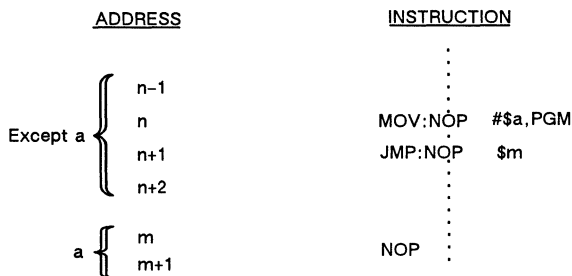 ADDRESS INSTRUCTION
n-1
n MOV:NOP #$a,PGM
Except a
n+1 JMP:NOP $m
n+2
m NOP
a
m+1